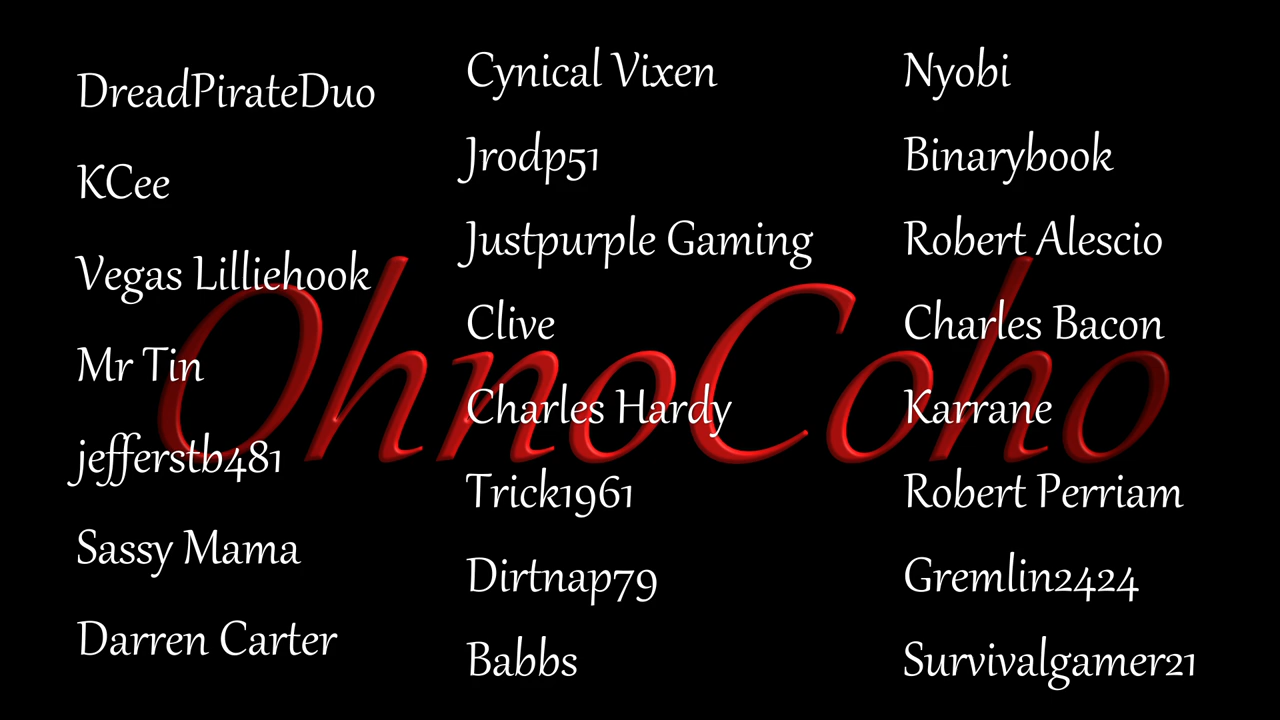 DreadPirateDuo
KCee
Vegas Lilliehook
Mr Tin
jefferstb481
Sassy Mama
Darren Carter
Cynical Vixen
Jrodp51
Justpurple Gaming
Clive
Charles Hardy
Trick1961
Dirtnap79
Babbs
Nyobi
Binarybook
Robert Alescio
Charles Bacon
Karrane
Robert Perriam
Gremlin2424
Survivalgamer21
OhnoCoho